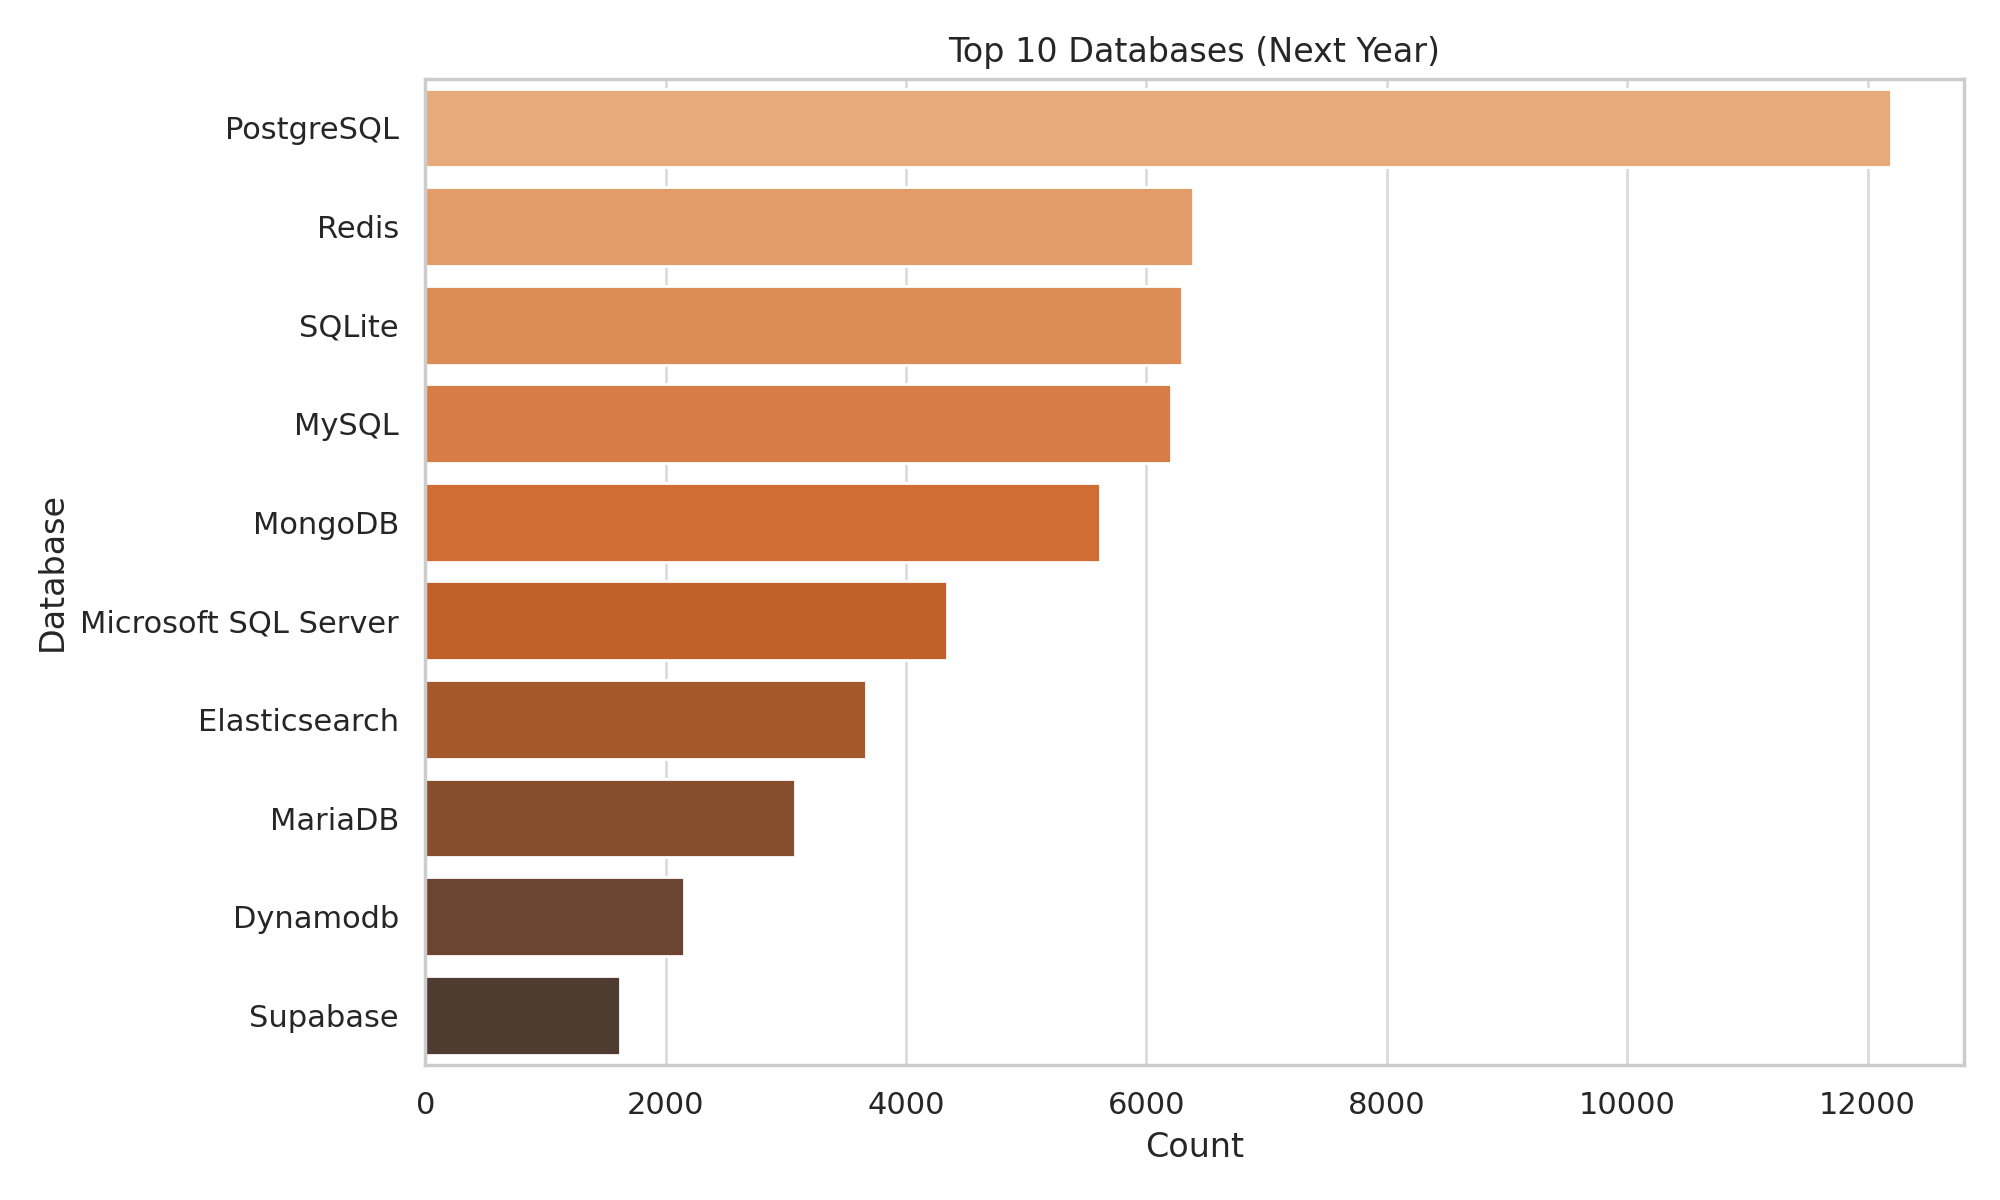 Top 10 Databases (Next Year)
PostgreSQL
Redis
SQLite
MySQL
MongoDB
Microsoft SQL Server
Elasticsearch
MariaDB
Dynamodb
Supabase
Database
0 2000 4000 6000 8000 10000 12000
Count